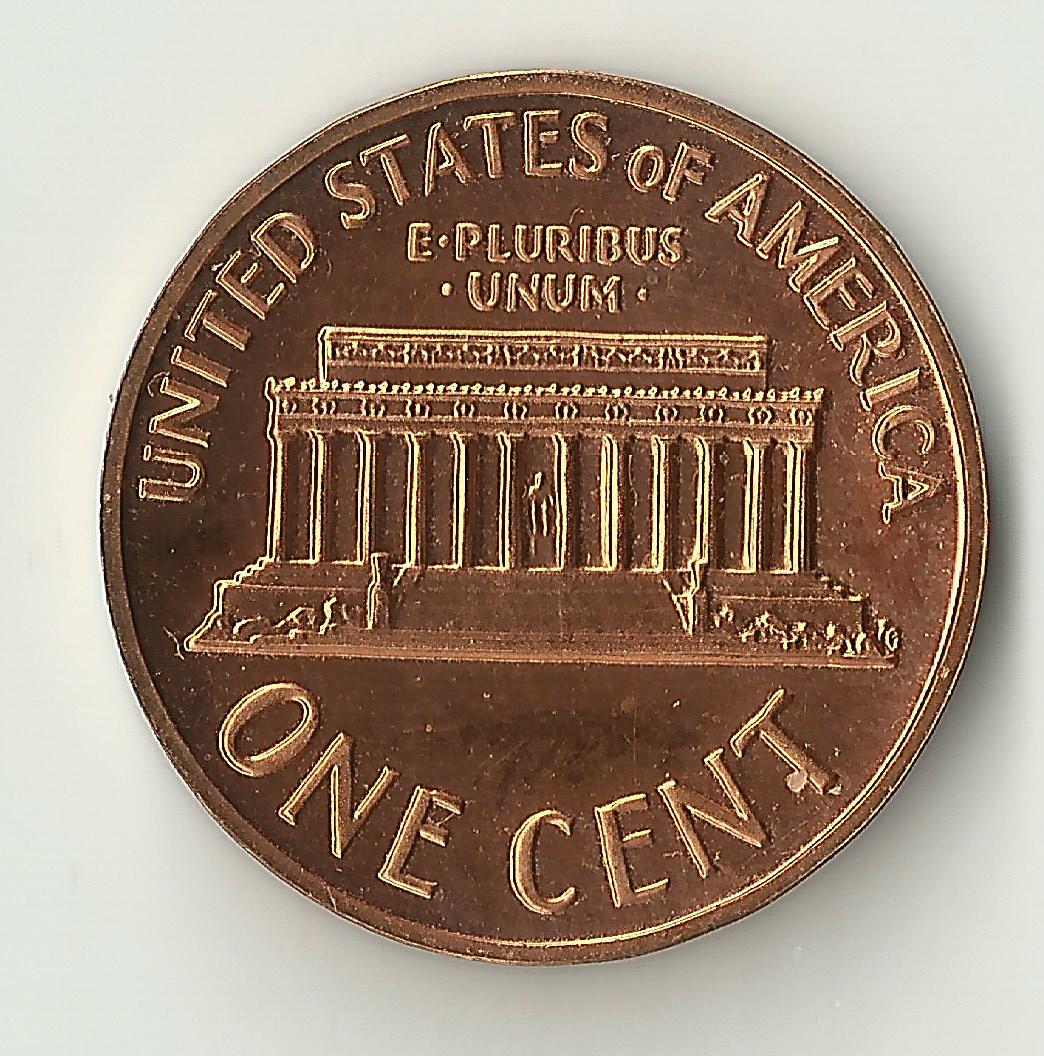 UNITED STATES OF AMERICA
E·PLURIBUS
·UNUM·
ONE CENT